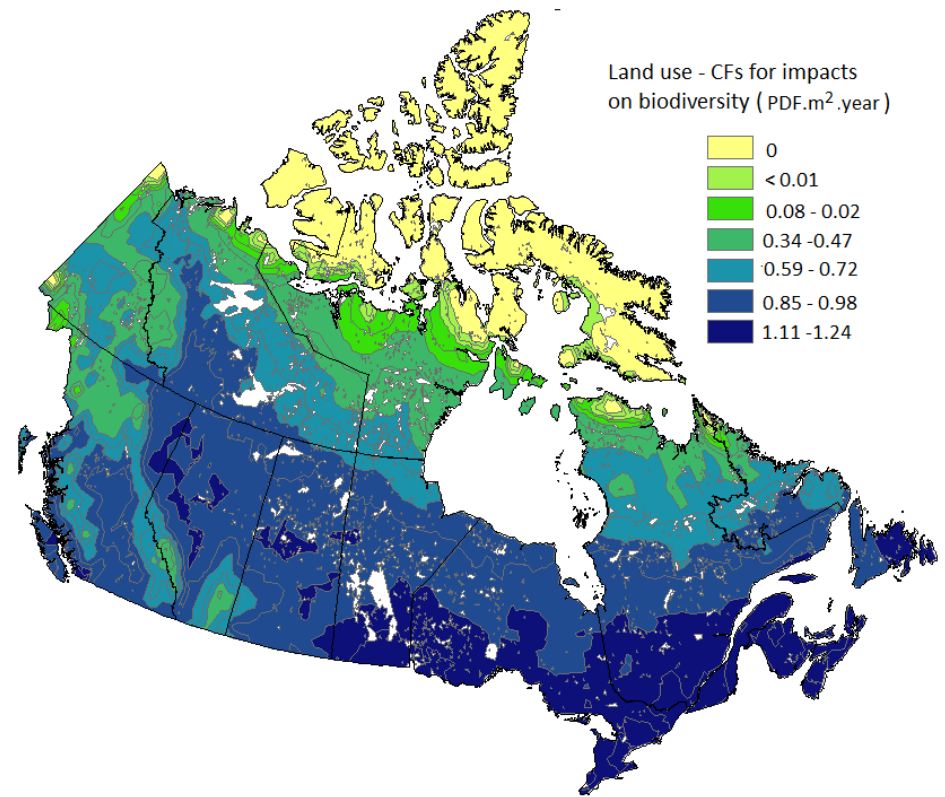 Land use - CFs for impacts
on biodiversity ( PDF.m² .year )
0
< 0.01
0.08 - 0.02
0.34 -0.47
0.59 - 0.72
0.85 - 0.98
1.11 -1.24